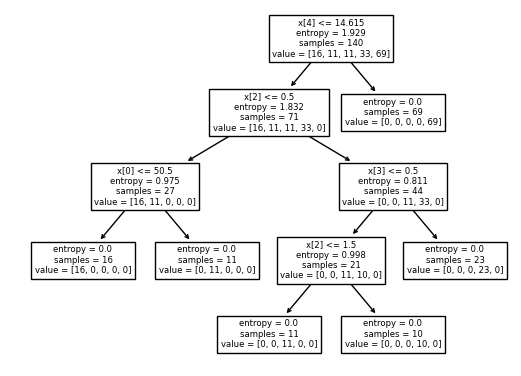 x[4] <= 14.615
entropy = 1.929
samples = 140
value = [16, 11, 11, 33, 69]
x[2] <= 0.5
entropy = 1.832
samples = 71
value = [16, 11, 11, 33, 0]
entropy = 0.0
samples = 69
value = [0, 0, 0, 0, 69]
x[0] <= 50.5
entropy = 0.975
samples = 27
value = [16, 11, 0, 0, 0]
x[3] <= 0.5
entropy = 0.811
samples = 44
value = [0, 0, 11, 33, 0]
entropy = 0.0
samples = 16
value = [16, 0, 0, 0, 0]
entropy = 0.0
samples = 11
value = [0, 11, 0, 0, 0]
x[2] <= 1.5
entropy = 0.998
samples = 21
value = [0, 0, 11, 10, 0]
entropy = 0.0
samples = 23
value = [0, 0, 0, 23, 0]
entropy = 0.0
samples = 11
value = [0, 0, 11, 0, 0]
entropy = 0.0
samples = 10
value = [0, 0, 0, 10, 0]